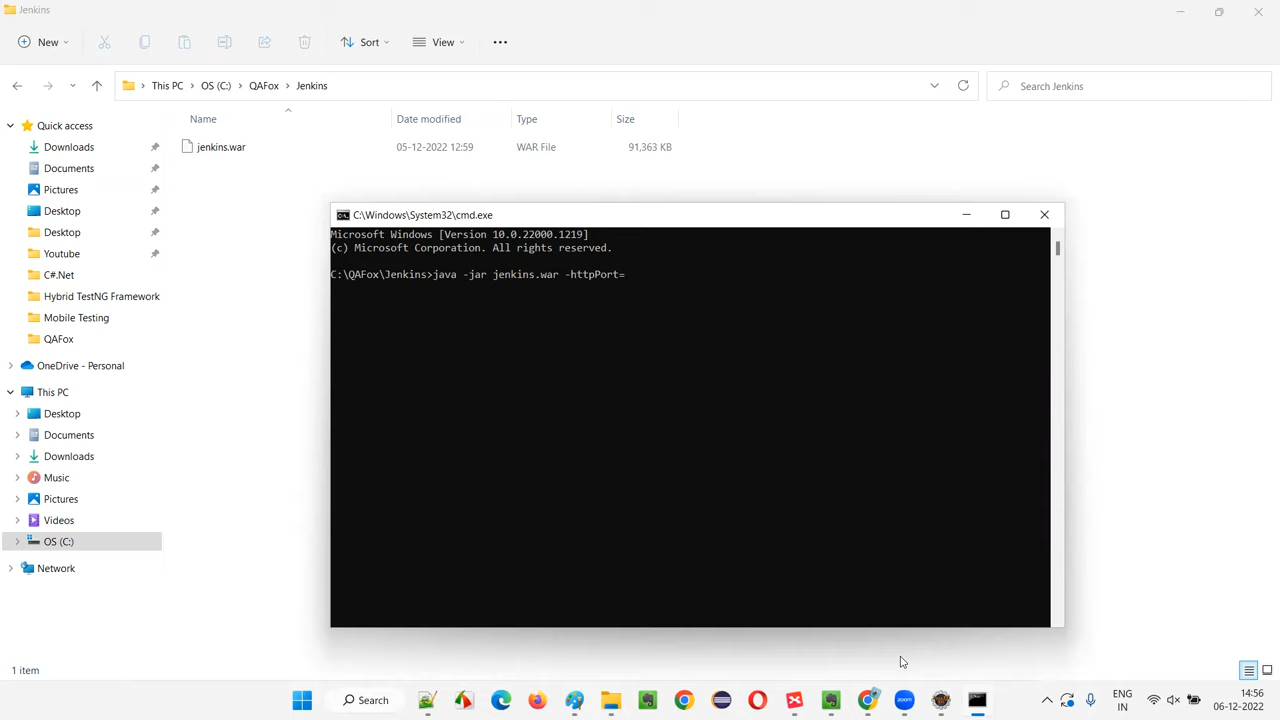 Jenkins
New
Sort
View
This PC
OS (C:)
QAFox
Jenkins
Search Jenkins
Name
Date modified
Type
Size
jenkins.war
05-12-2022 12:59
WAR File
91,363 KB
Quick access
Downloads
Documents
Pictures
Desktop
Desktop
Youtube
C#.Net
Hybrid TestNG Framework
Mobile Testing
QAFox
OneDrive - Personal
This PC
Desktop
Documents
Downloads
Music
Pictures
Videos
OS (C:)
Network
1 item
C:\Windows\System32\cmd.exe
Microsoft Windows [Version 10.0.22000.1219]
(c) Microsoft Corporation. All rights reserved.
C:\QAFox\Jenkins>java -jar jenkins.war -httpPort=
Search
zoom
ENG
IN
14:56
06-12-2022